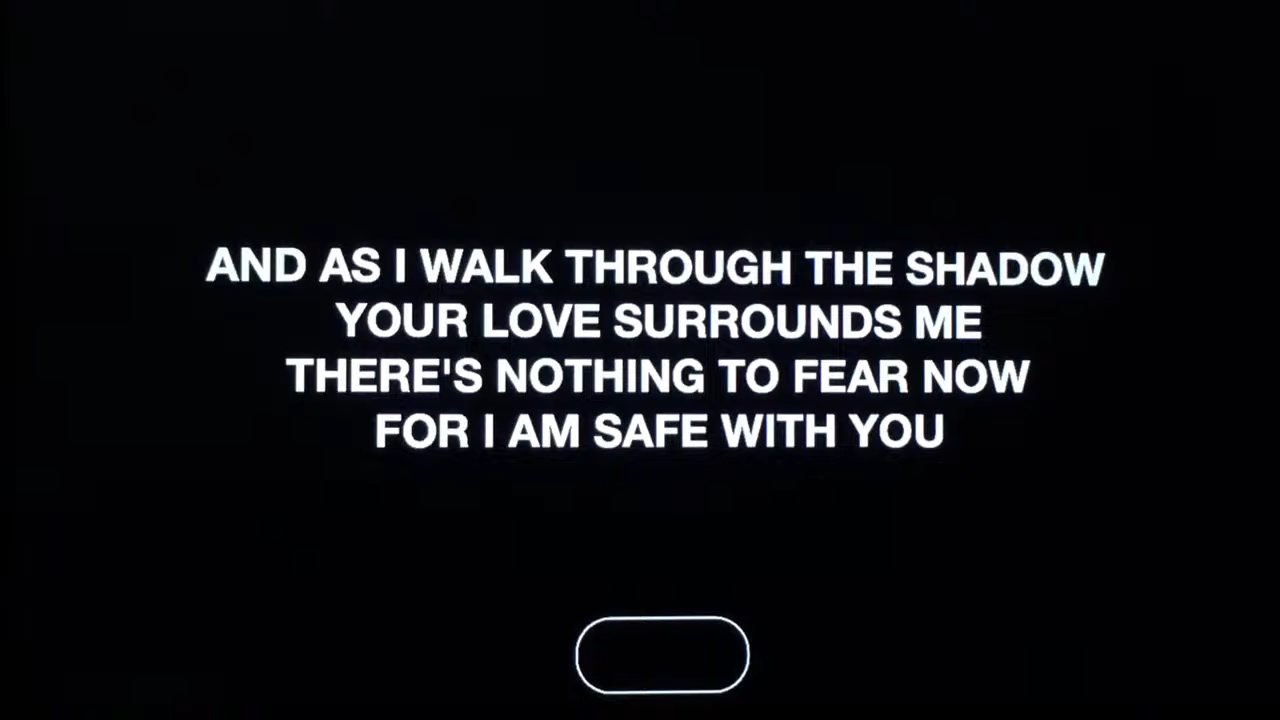 AND AS I WALK THROUGH THE SHADOW
YOUR LOVE SURROUNDS ME
THERE'S NOTHING TO FEAR NOW
FOR I AM SAFE WITH YOU